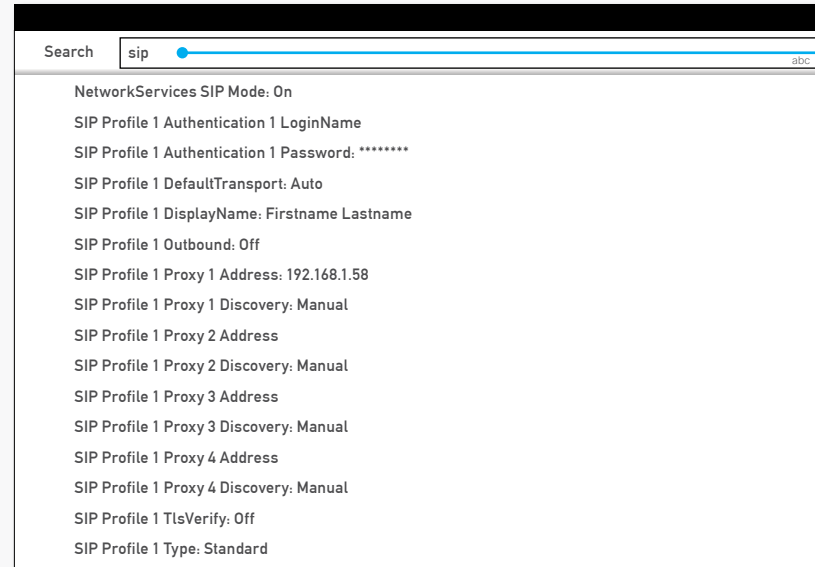 Search sip
abc
NetworkServices SIP Mode: On
SIP Profile 1 Authentication 1 LoginName
SIP Profile 1 Authentication 1 Password: ********
SIP Profile 1 DefaultTransport: Auto
SIP Profile 1 DisplayName: Firstname Lastname
SIP Profile 1 Outbound: Off
SIP Profile 1 Proxy 1 Address: 192.168.1.58
SIP Profile 1 Proxy 1 Discovery: Manual
SIP Profile 1 Proxy 2 Address
SIP Profile 1 Proxy 2 Discovery: Manual
SIP Profile 1 Proxy 3 Address
SIP Profile 1 Proxy 3 Discovery: Manual
SIP Profile 1 Proxy 4 Address
SIP Profile 1 Proxy 4 Discovery: Manual
SIP Profile 1 TlsVerify: Off
SIP Profile 1 Type: Standard